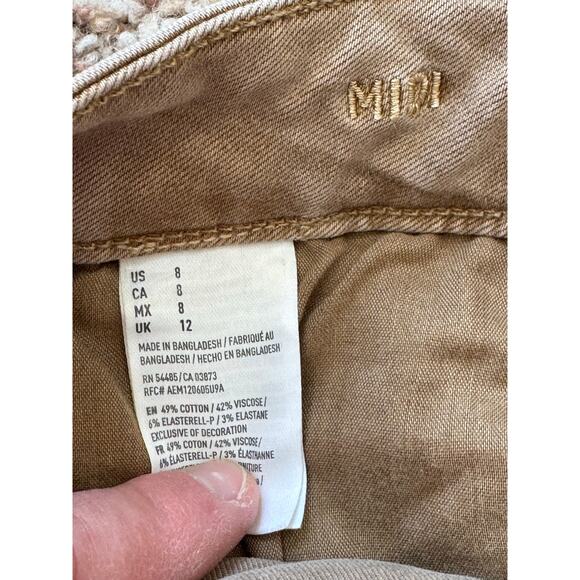 MIDI
US 8
CA 8
MX 8
UK 12
MADE IN BANGLADESH / FABRIQUÉ AU
BANGLADESH / HECHO EN BANGLADESH
RN 54485 / CA 03873
RFC# AEM120605U9A
EN 49% COTTON / 42% VISCOSE /
6% ELASTERELL-P / 3% ELASTANE
EXCLUSIVE OF DECORATION
FR 49% COTON / 42% VISCOSE /
6% ÉLASTERELL-P / 3% ÉLASTHANNE